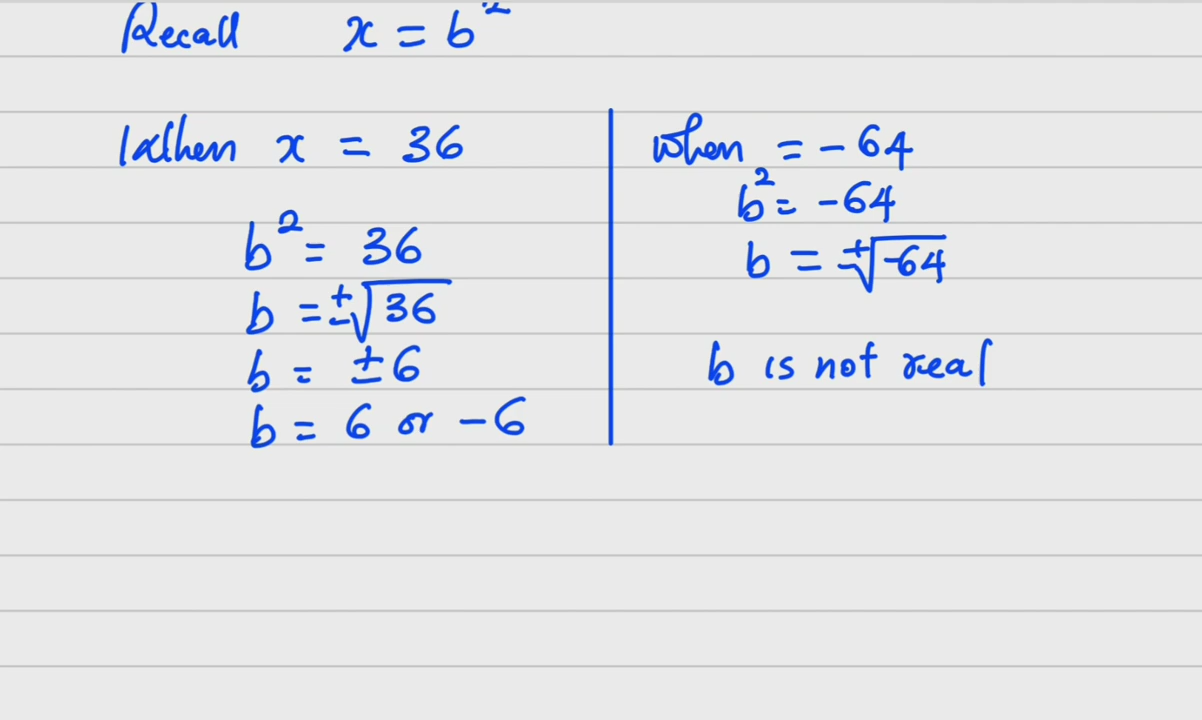 Recall x = b²
When x = 36
b² = 36
b = ±√36
b = ±6
b = 6 or -6
when = -64
b² = -64
b = ±√-64
b is not real